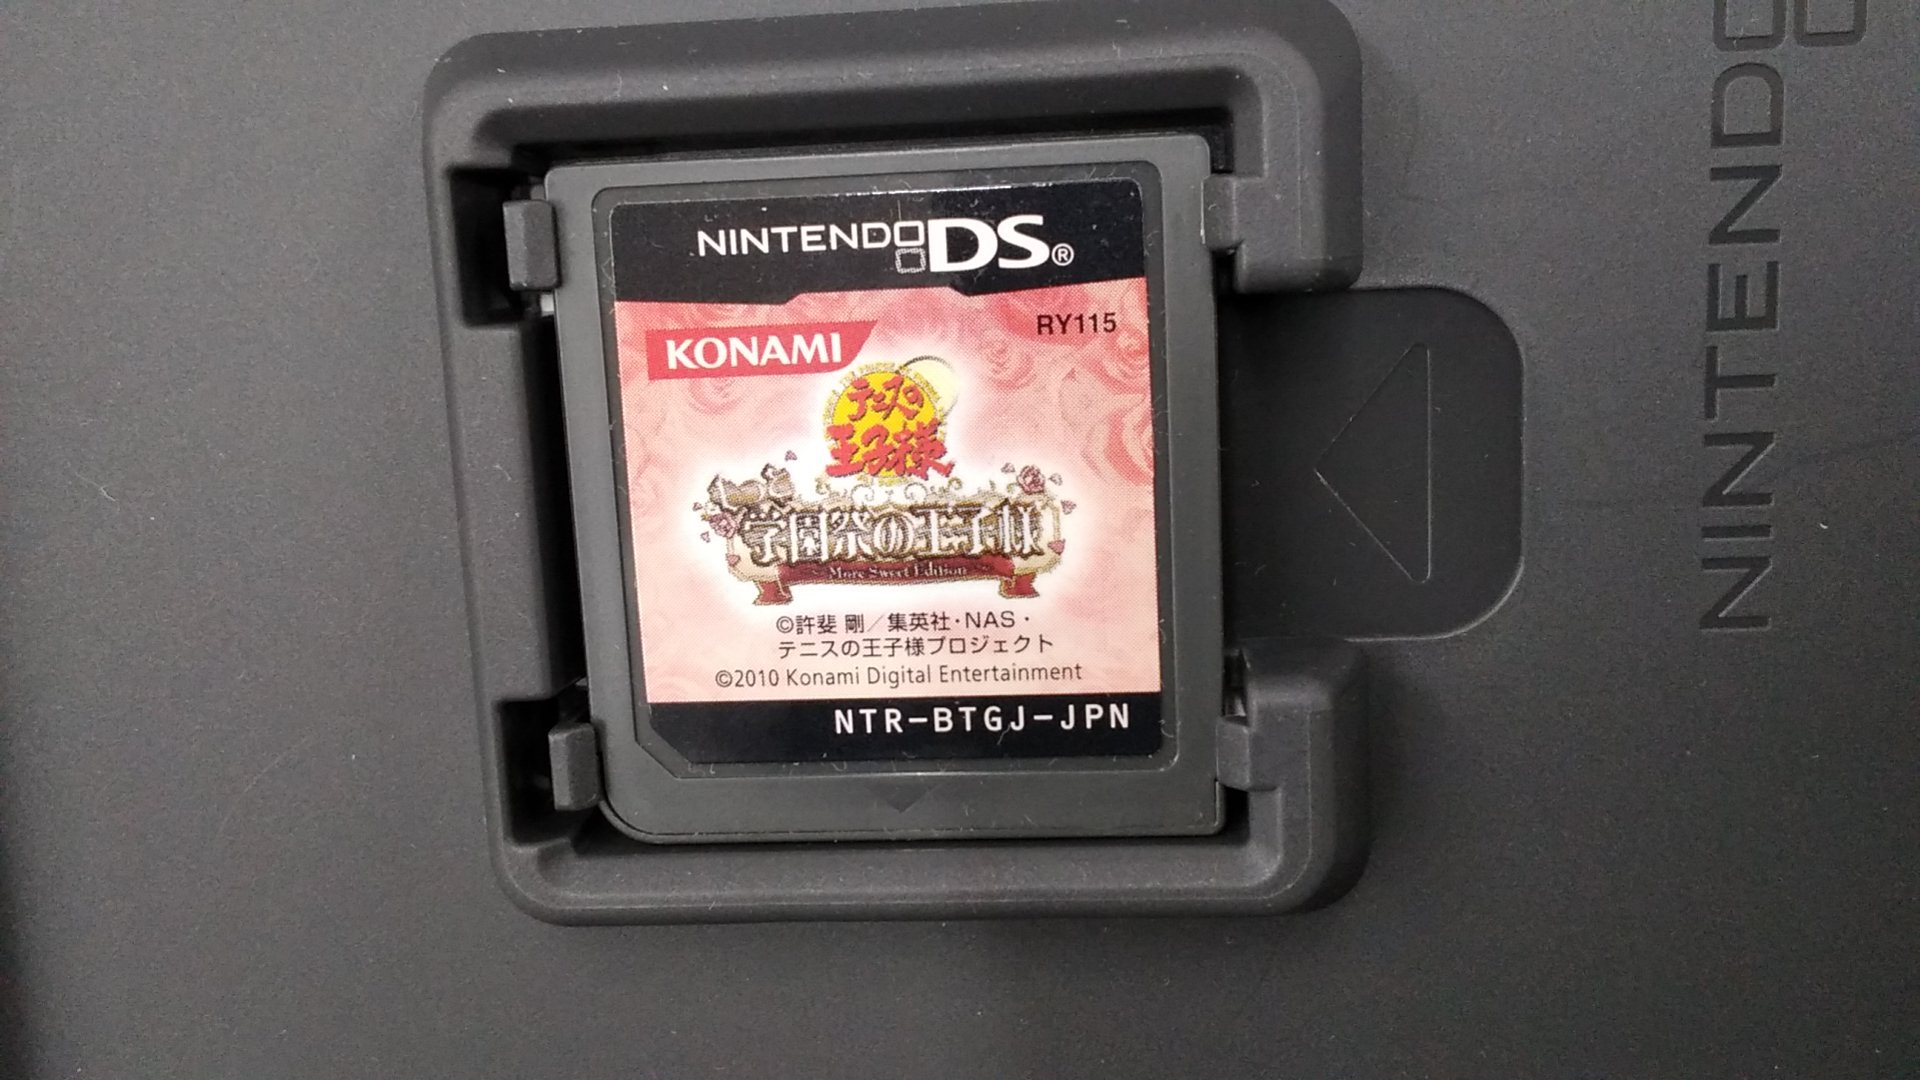 NINTENDO DS®
KONAMI
RY115
テニスの
王子様
学園祭の王子様
More Sweet Edition
©許斐 剛／集英社・NAS・
テニスの王子様プロジェクト
©2010 Konami Digital Entertainment
NTR-BTGJ-JPN
NINTENDO